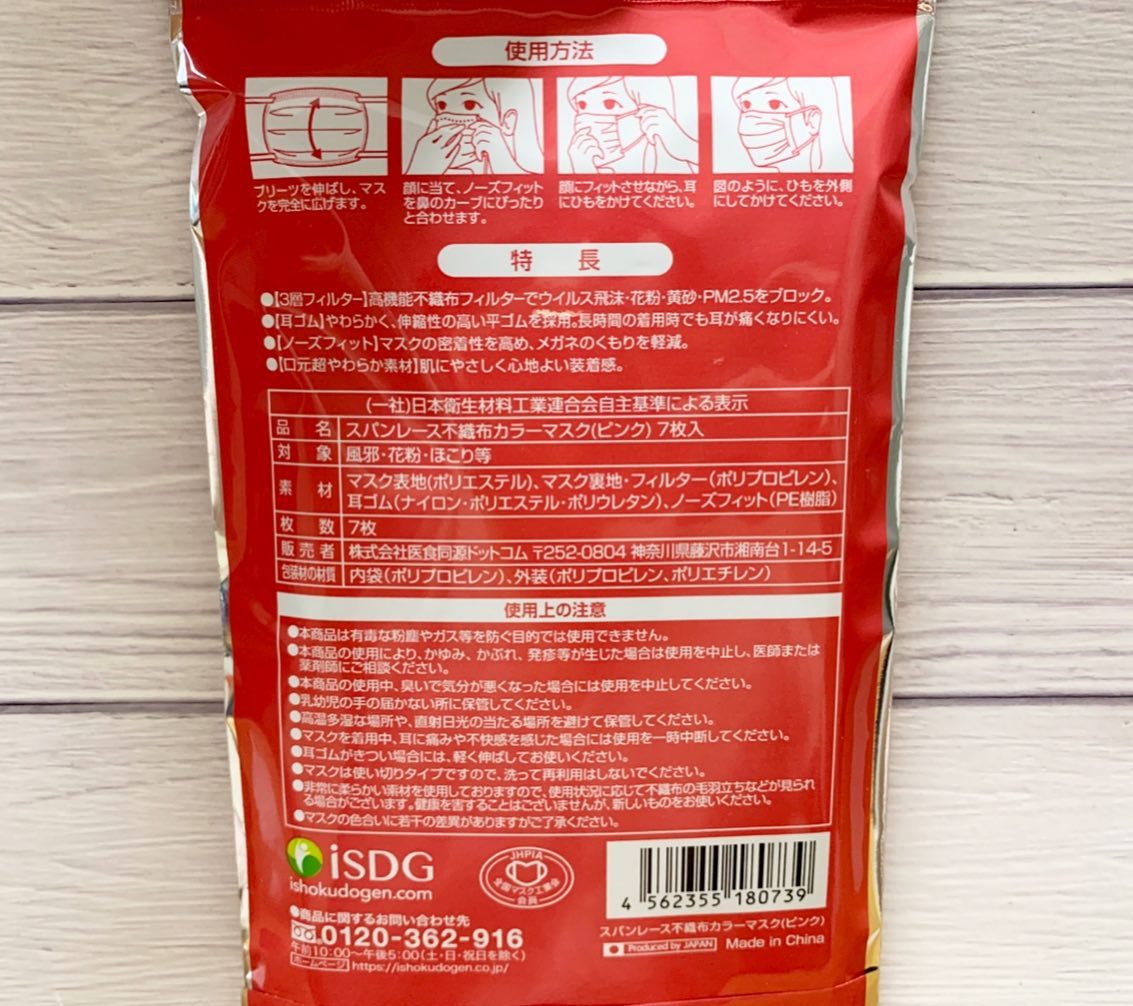 使用方法
プリーツを伸ばし、マス
クを完全に広げます。
顔に当て、ノーズフィット
を鼻のカーブにぴったり
と合わせます。
顔にフィットさせながら、耳
にひもをかけてください。
図のように、ひもを外側
にしてかけてください。
特 長
●【3層フィルター】高機能不織布フィルターでウイルス飛沫・花粉・黄砂・PM2.5をブロック。
●【耳ゴム】やわらかく、伸縮性の高い平ゴムを採用。長時間の着用時でも耳が痛くなりにくい。
●【ノーズフィット】マスクの密着性を高め、メガネのくもりを軽減。
●【口元超やわらか素材】肌にやさしく心地よい装着感。
(一社)日本衛生材料工業連合会自主基準による表示
品 名 スパンレース不織布カラーマスク(ピンク) 7枚入
対 象 風邪・花粉・ほこり等
素 材 マスク表地(ポリエステル)、マスク裏地・フィルター(ポリプロピレン)、
耳ゴム(ナイロン・ポリエステル・ポリウレタン)、ノーズフィット(PE樹脂)
枚 数 7枚
販売者 株式会社医食同源ドットコム 〒252-0804 神奈川県藤沢市湘南台1-14-5
包装材の材質 内袋(ポリプロピレン)、外装(ポリプロピレン、ポリエチレン)
使用上の注意
●本商品は有毒な粉塵やガス等を防ぐ目的では使用できません。
●本商品の使用により、かゆみ、かぶれ、発疹等が生じた場合は使用を中止し、医師または
薬剤師にご相談ください。
●本商品の使用中、臭いで気分が悪くなった場合には使用を中止してください。
●乳幼児の手の届かない所に保管してください。
●高温多湿な場所や、直射日光の当たる場所を避けて保管してください。
●マスクを着用中、耳に痛みや不快感を感じた場合には使用を一時中断してください。
●耳ゴムがきつい場合には、軽く伸ばしてお使いください。
●マスクは使い切りタイプですので、洗って再利用はしないでください。
●非常に柔らかい素材を使用しておりますので、使用状況に応じて不織布の毛羽立ちなどが見られ
る場合がございます。健康を害することはございませんが、新しいものをお使いください。
●マスクの色合いに若干の差異がありますがご了承ください。
iSDG
ishokudogen.com
JHPIA
全国マスク工業会
会員
4 562355 180739
スパンレース不織布カラーマスク(ピンク)
Produced by JAPAN Made in China
●商品に関するお問い合わせ先
0120-362-916
午前10:00〜午後5:00(土・日・祝日を除く)
ホームページ https://ishokudogen.co.jp/